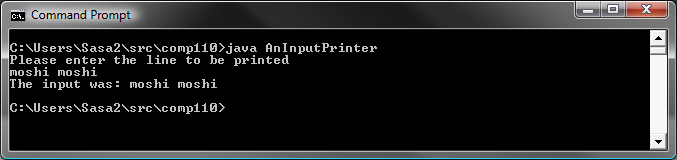 Command Prompt
C:\Users\Sasa2\src\comp110>java AnInputPrinter
Please enter the line to be printed
moshi moshi
The input was: moshi moshi
C:\Users\Sasa2\src\comp110>